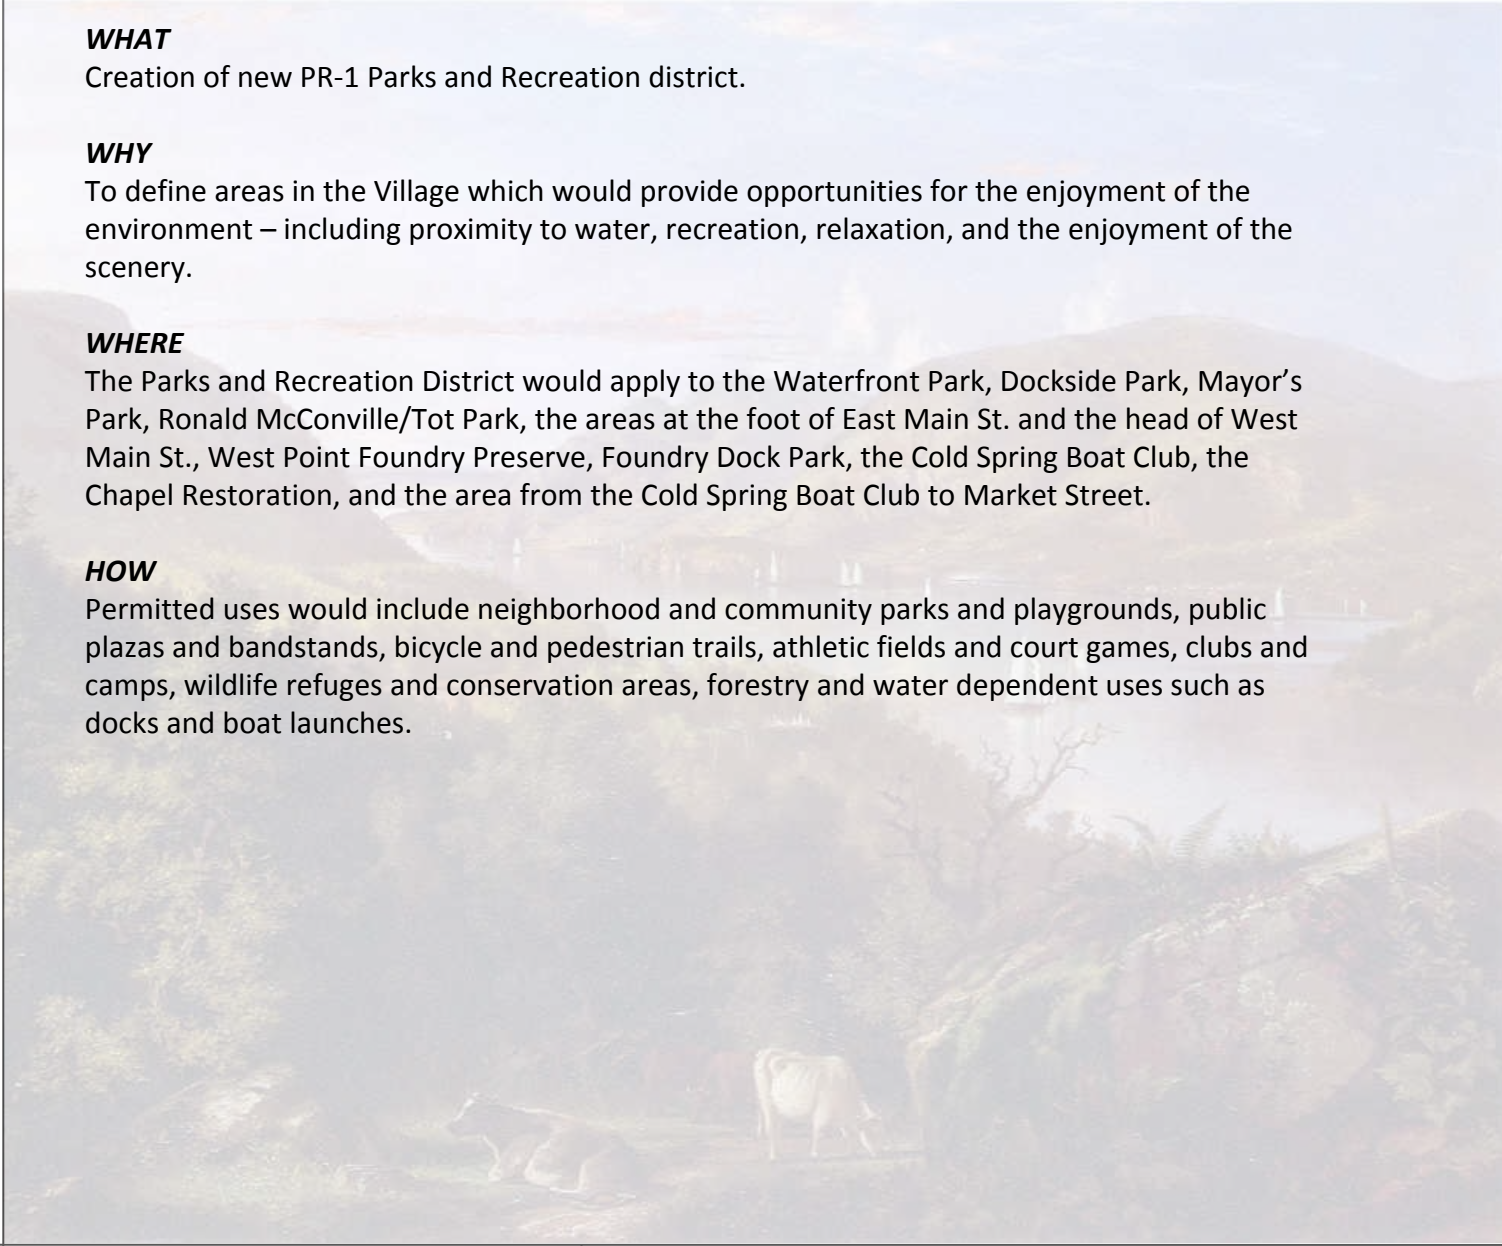 WHAT
Creation of new PR-1 Parks and Recreation district.
WHY
To define areas in the Village which would provide opportunities for the enjoyment of the
environment – including proximity to water, recreation, relaxation, and the enjoyment of the
scenery.
WHERE
The Parks and Recreation District would apply to the Waterfront Park, Dockside Park, Mayor’s
Park, Ronald McConville/Tot Park, the areas at the foot of East Main St. and the head of West
Main St., West Point Foundry Preserve, Foundry Dock Park, the Cold Spring Boat Club, the
Chapel Restoration, and the area from the Cold Spring Boat Club to Market Street.
HOW
Permitted uses would include neighborhood and community parks and playgrounds, public
plazas and bandstands, bicycle and pedestrian trails, athletic fields and court games, clubs and
camps, wildlife refuges and conservation areas, forestry and water dependent uses such as
docks and boat launches.